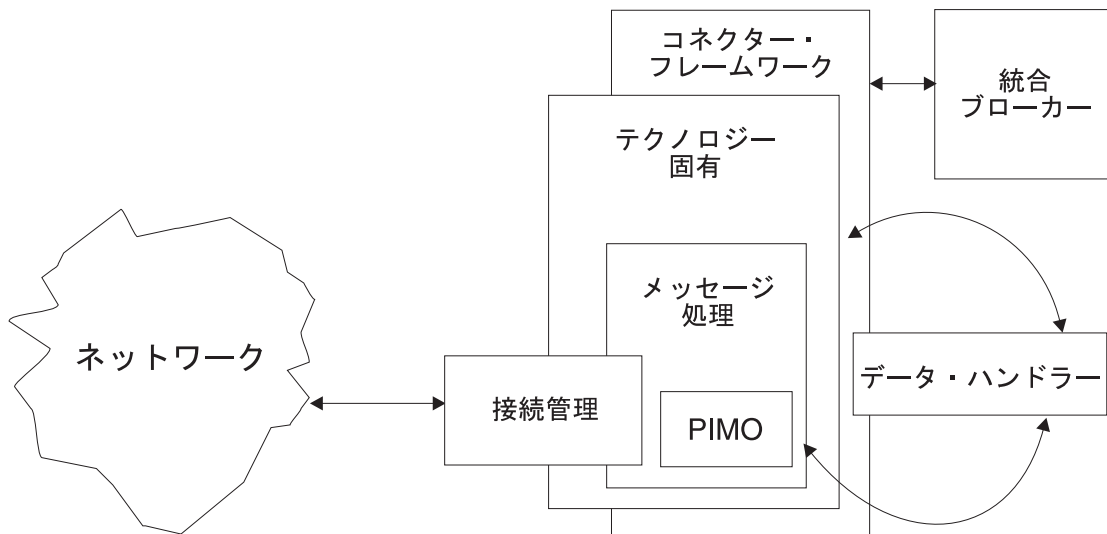 コネクター・
フレームワーク
統合
ブローカー
テクノロジー
固有
メッセージ
処理
ネットワーク
データ・ハンドラー
接続管理
PIMO